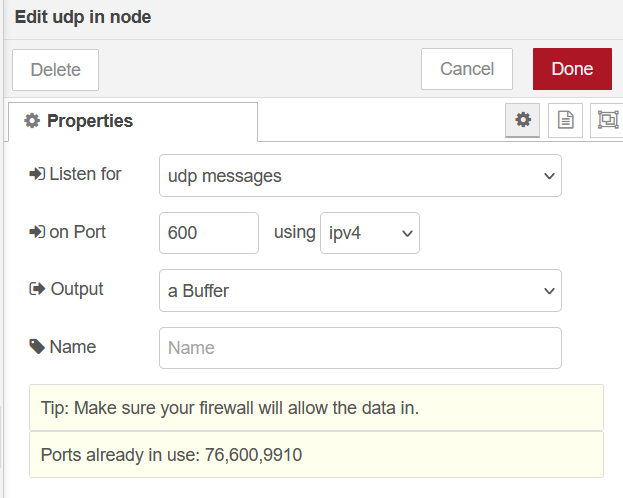 Edit udp in node
Delete Cancel Done
Properties
Listen for udp messages
on Port 600 using ipv4
Output a Buffer
Name Name
Tip: Make sure your firewall will allow the data in.
Ports already in use: 76,600,9910